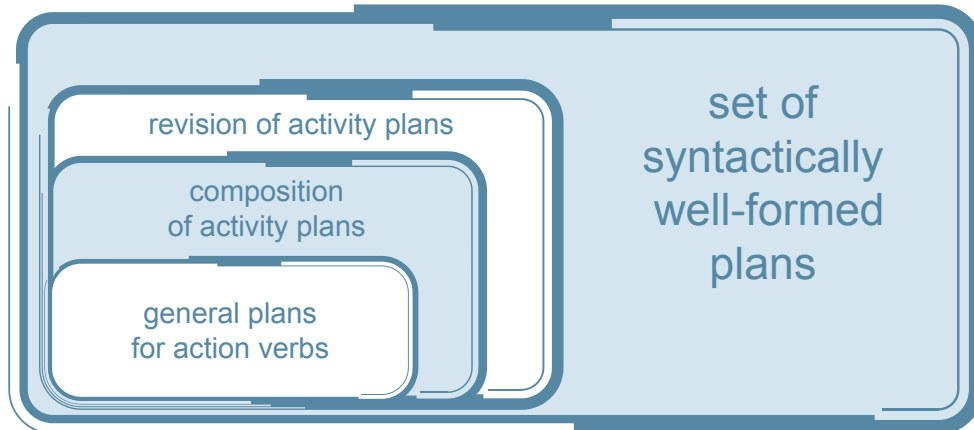 revision of activity plans
composition
of activity plans
general plans
for action verbs
set of
syntactically
well-formed
plans